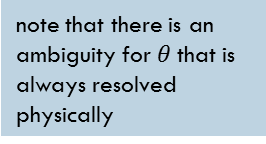 note that there is an
ambiguity for θ that is
always resolved
physically